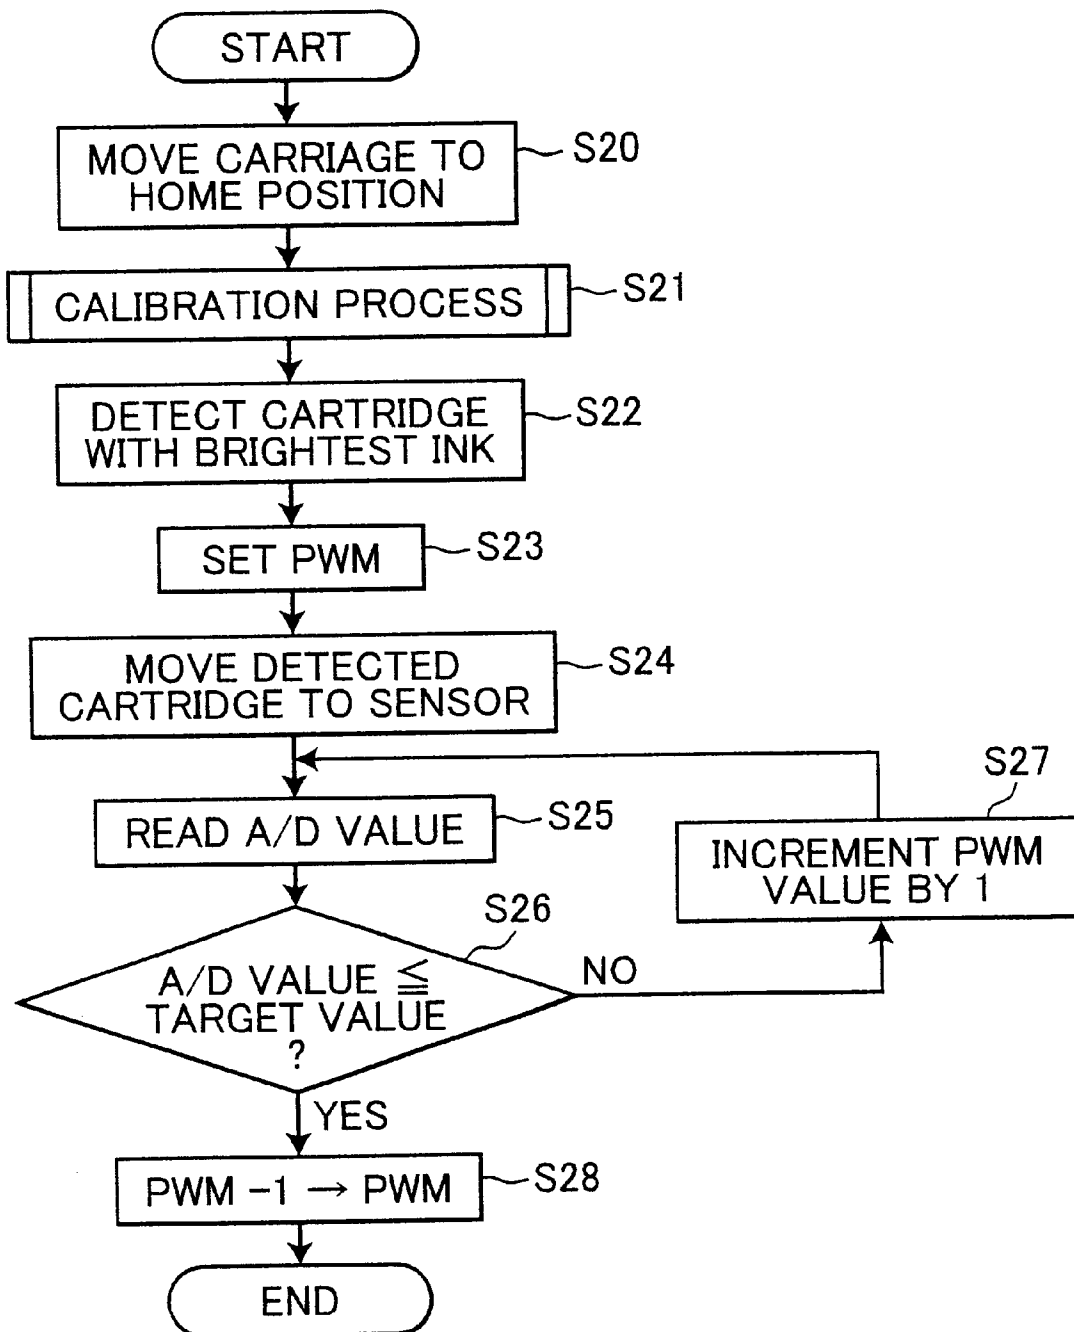 START
MOVE CARRIAGE TO
HOME POSITION
S20
CALIBRATION PROCESS
S21
DETECT CARTRIDGE
WITH BRIGHTEST INK
S22
SET PWM
S23
MOVE DETECTED
CARTRIDGE TO SENSOR
S24
READ A/D VALUE
S25
S27
INCREMENT PWM
VALUE BY 1
S26
A/D VALUE ≦
TARGET VALUE
?
NO
YES
PWM -1 → PWM
S28
END